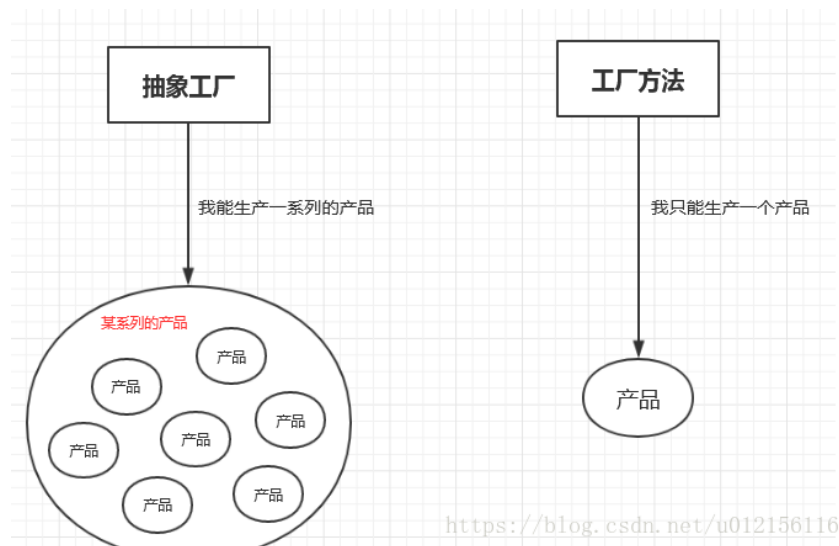 抽象工厂
工厂方法
我能生产一系列的产品
我只能生产一个产品
某系列的产品
产品
产品
产品
产品
产品
产品
产品
产品
https://blog.csdn.net/u012156116